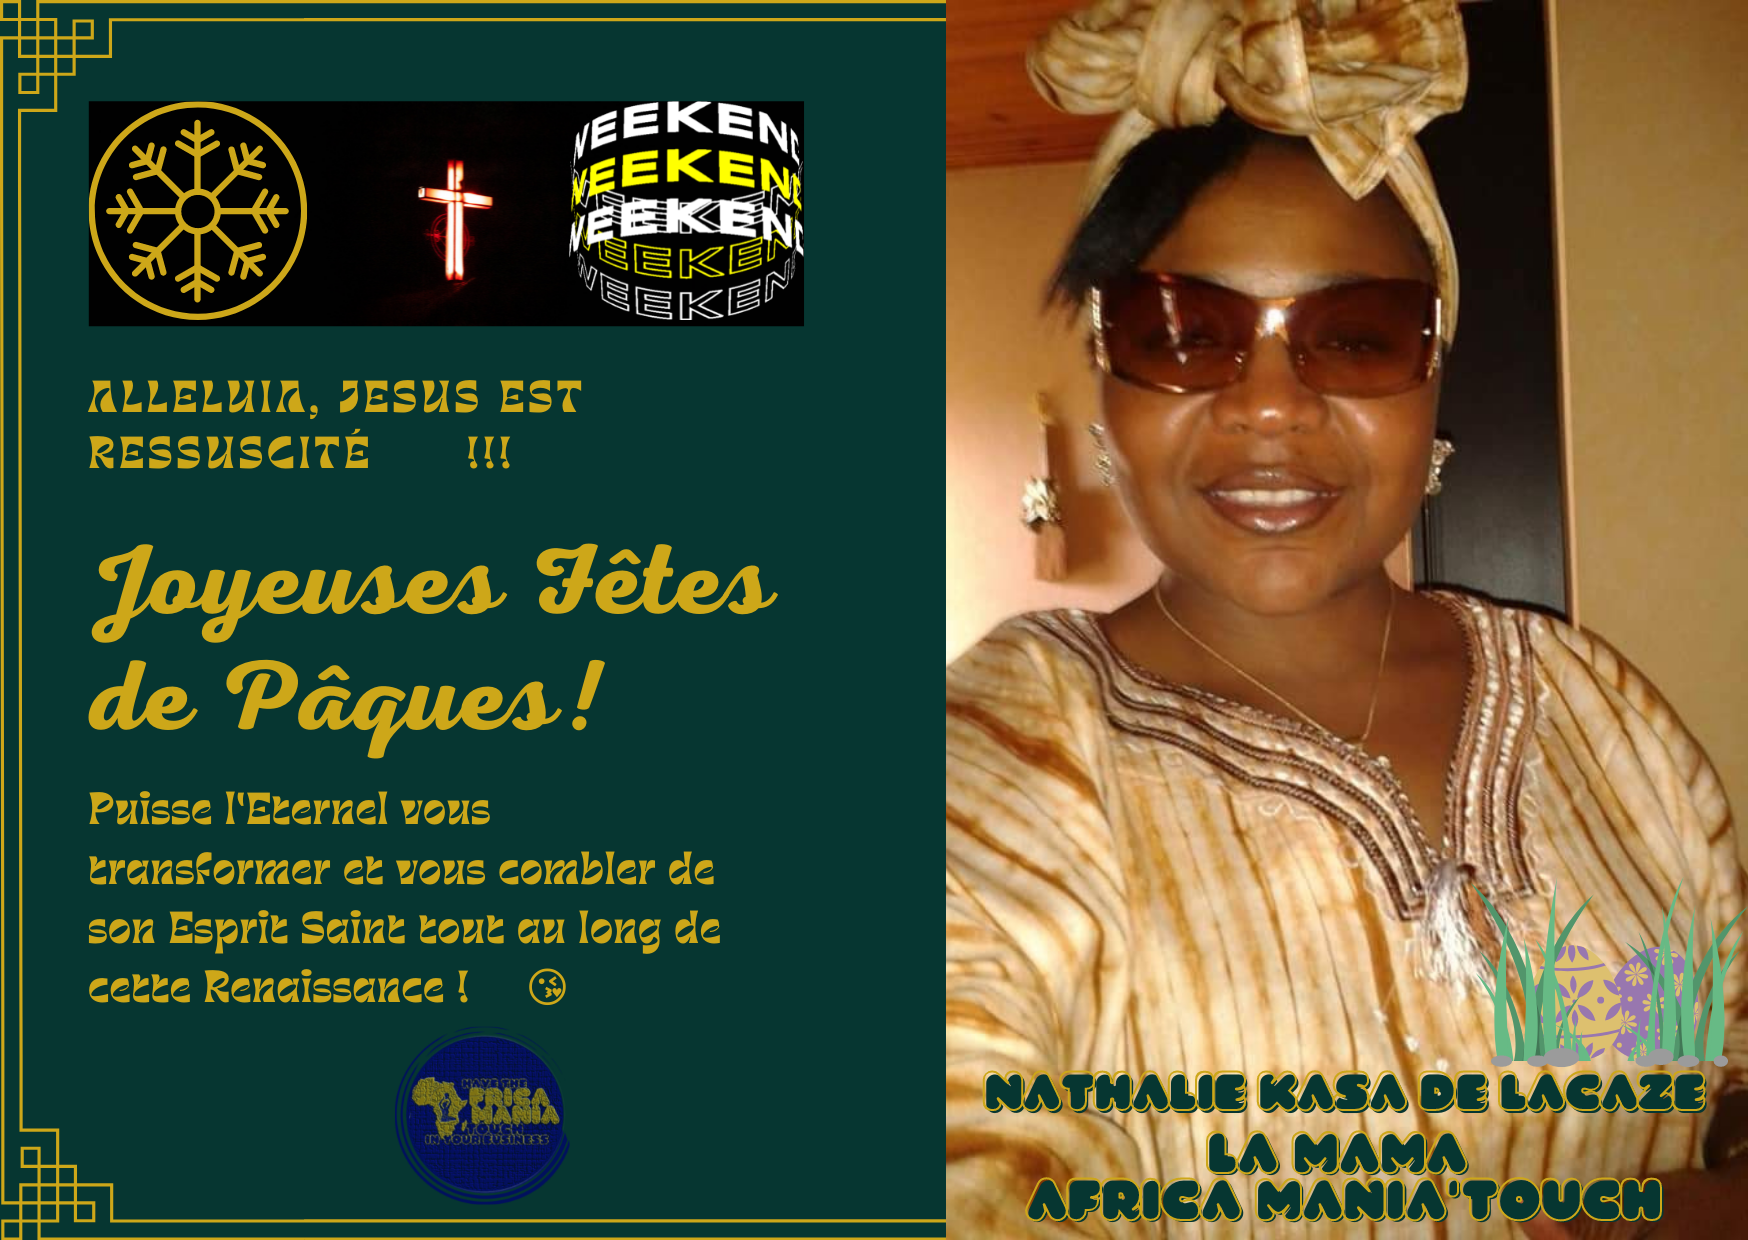 WEEKEND
WEEKEND
WEEKEND
WEEKEND
WEEKEND
ALLELUIA, JESUS EST
RESSUSCITÉ !!!
Joyeuses Fêtes
de Pâques!
Puisse l'Eternel vous
transformer et vous combler de
son Esprit Saint tout au long de
cette Renaissance ! 😘
HAVE THE
AFRICA
MANIA
TOUCH
IN YOUR BUSINESS
NATHALIE KASA DE LACAZE
LA MAMA
AFRICA MANIA'TOUCH